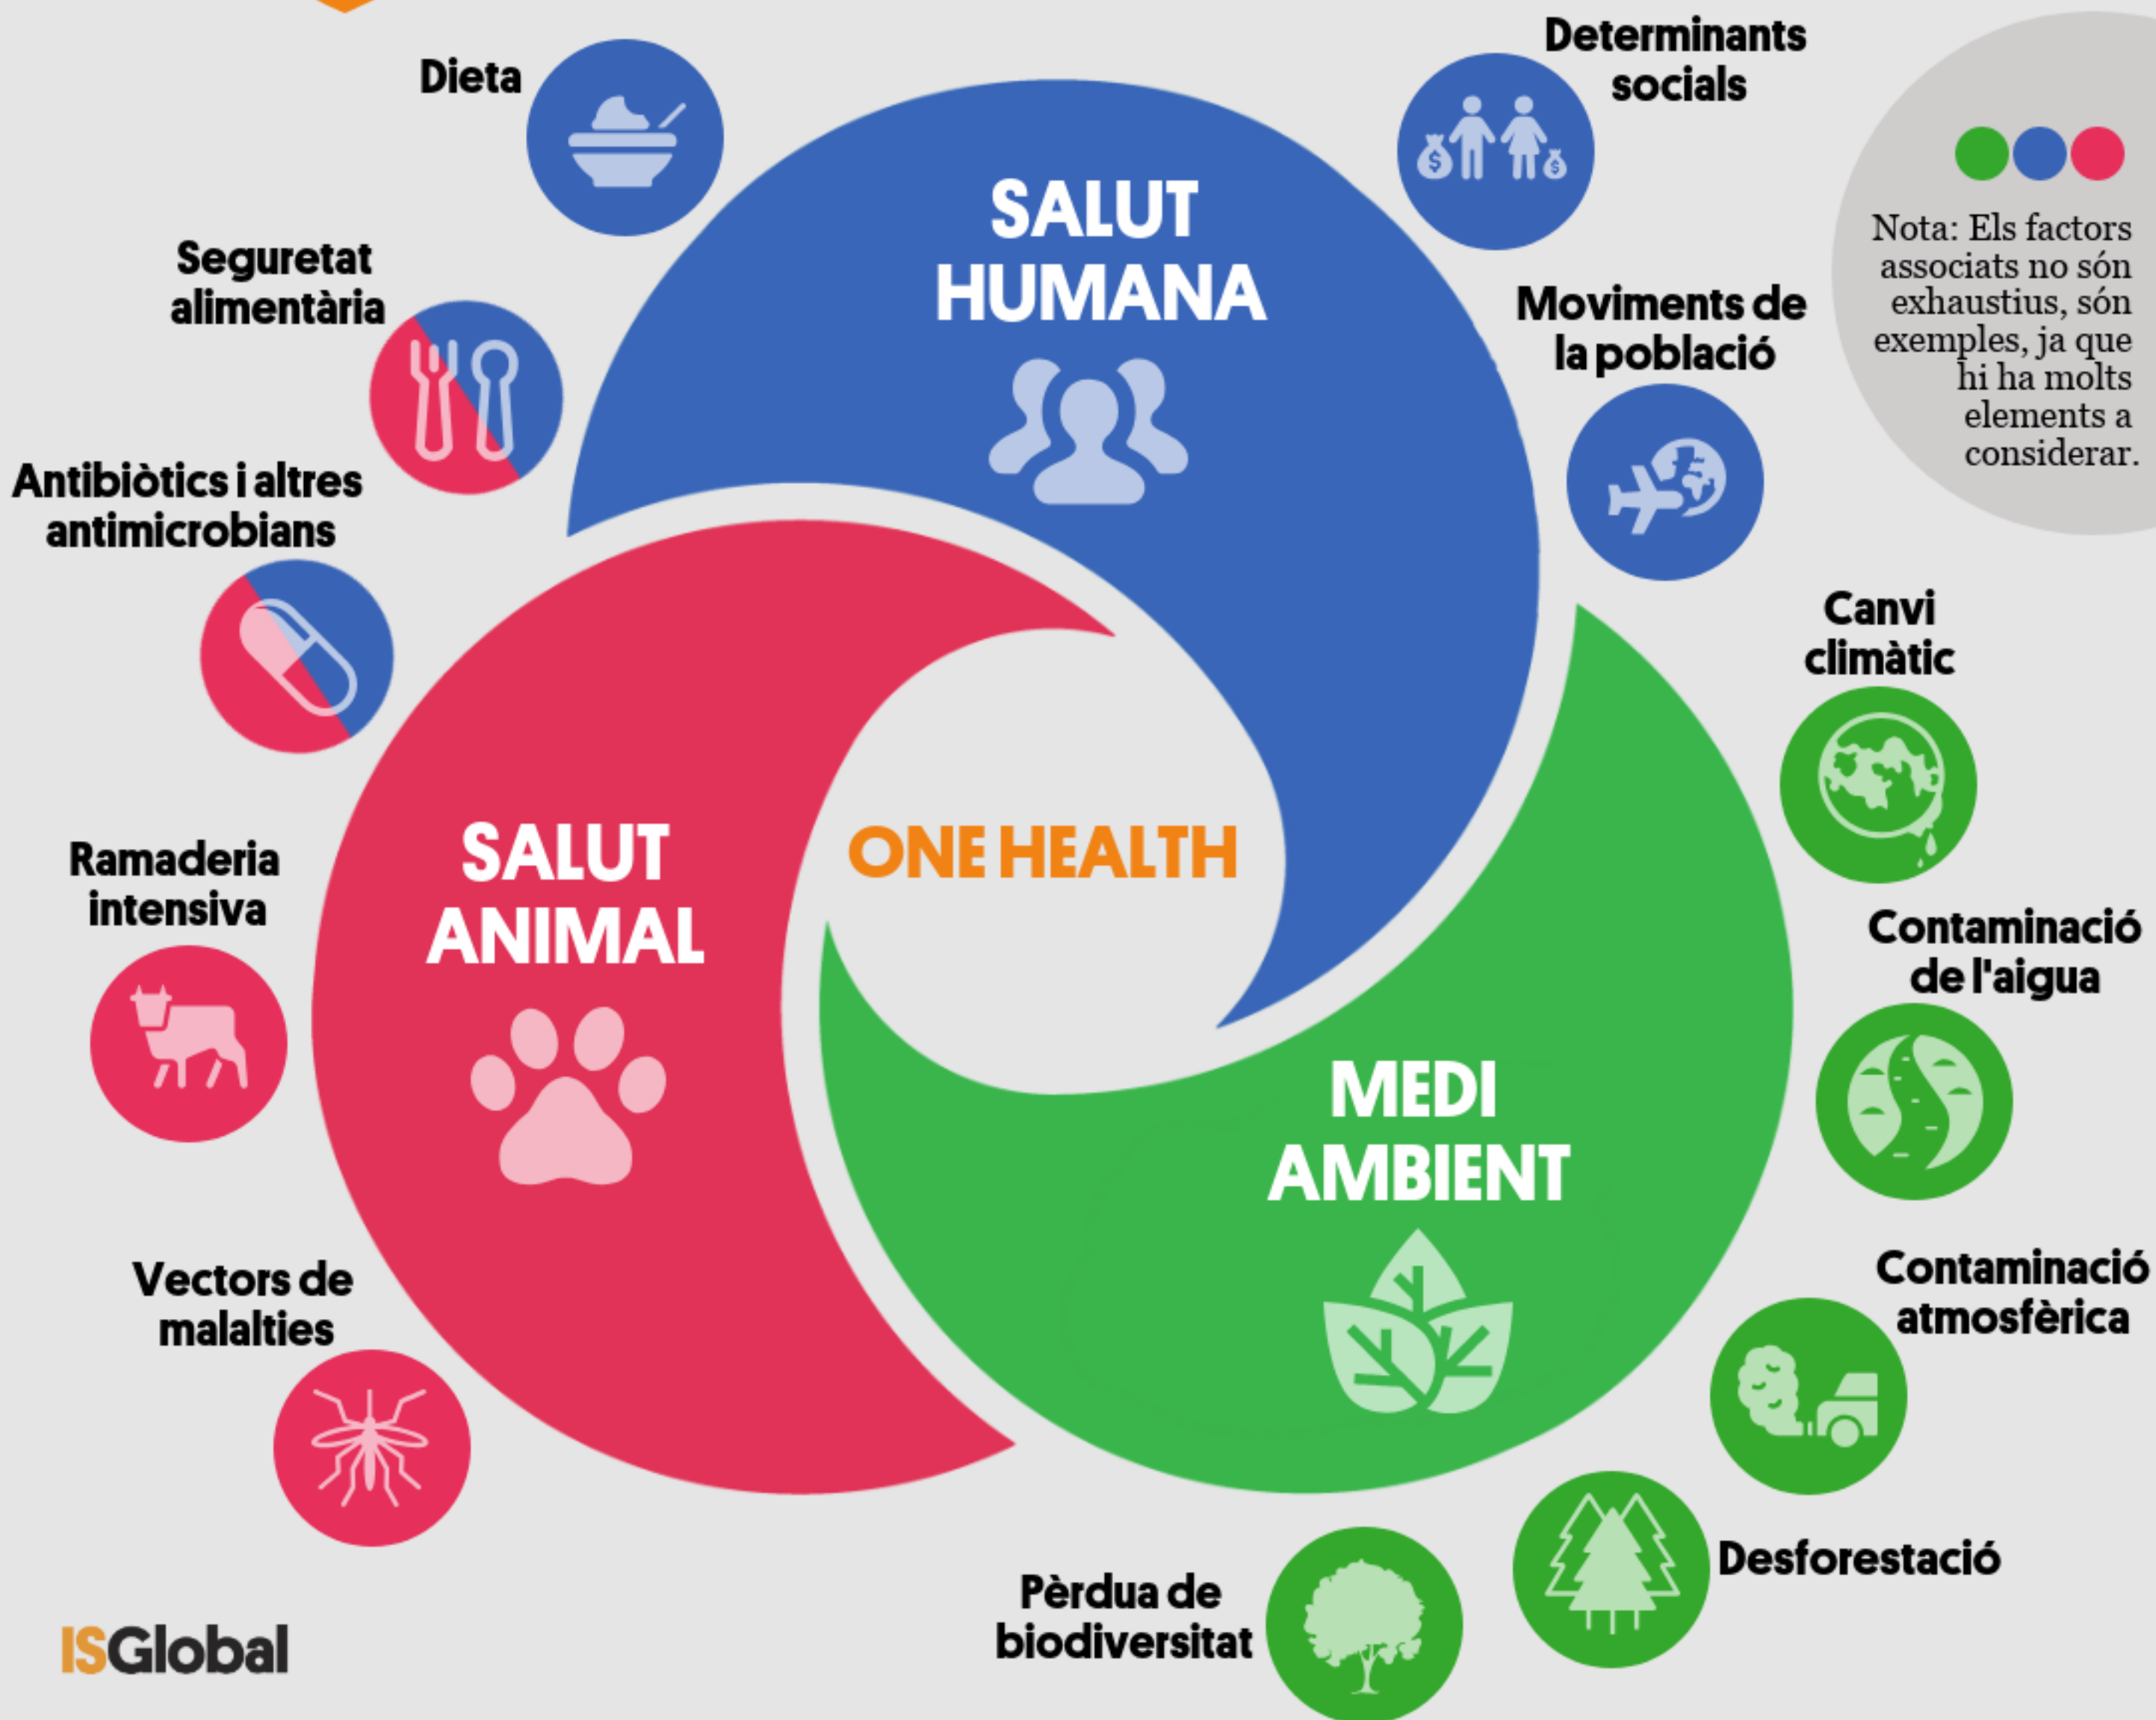 Dieta
Determinants
socials
Nota: Els factors
associats no són
exhaustius, són
exemples, ja que
hi ha molts
elements a
considerar.
SALUT
HUMANA
Seguretat
alimentària
Moviments de
la població
Antibiòtics i altres
antimicrobians
Canvi
climàtic
ONE HEALTH
SALUT
ANIMAL
Ramaderia
intensiva
Contaminació
de l'aigua
MEDI
AMBIENT
Vectors de
malalties
Contaminació
atmosfèrica
Desforestació
Pèrdua de
biodiversitat
ISGlobal